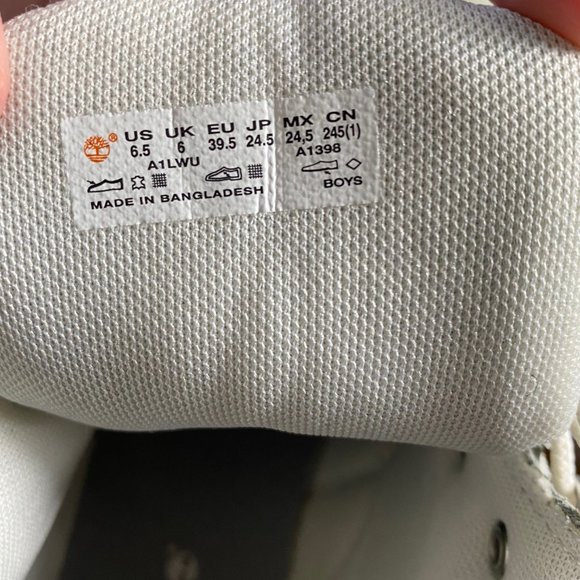 ® US UK EU JP MX CN
6.5 6 39.5 24.5 24,5 245(1)
A1LWU A1398
MADE IN BANGLADESH BOYS